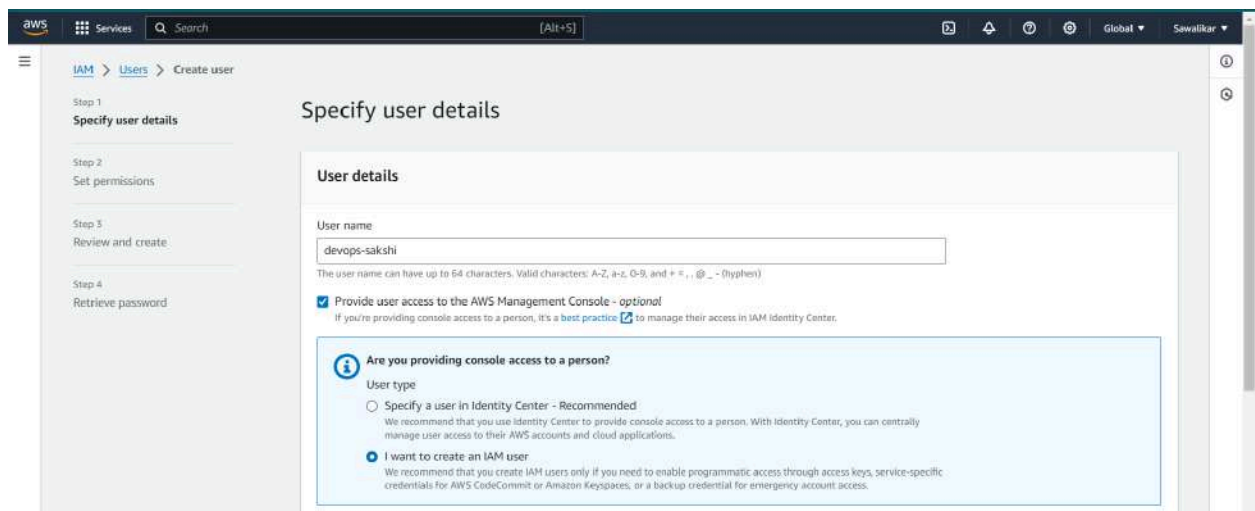 aws
Services
Search
[Alt+S]
Global
Sawalikar
IAM > Users > Create user
Step 1
Specify user details
Step 2
Set permissions
Step 3
Review and create
Step 4
Retrieve password
Specify user details
User details
User name
devops-sakshi
The user name can have up to 64 characters. Valid characters: A-Z, a-z, 0-9, and + = , . @ _ - (hyphen)
Provide user access to the AWS Management Console - optional
If you're providing console access to a person, it's a best practice to manage their access in IAM Identity Center.
Are you providing console access to a person?
User type
Specify a user in Identity Center - Recommended
We recommend that you use Identity Center to provide console access to a person. With Identity Center, you can centrally
manage user access to their AWS accounts and cloud applications.
I want to create an IAM user
We recommend that you create IAM users only if you need to enable programmatic access through access keys, service-specific
credentials for AWS CodeCommit or Amazon Keyspaces, or a backup credential for emergency account access.